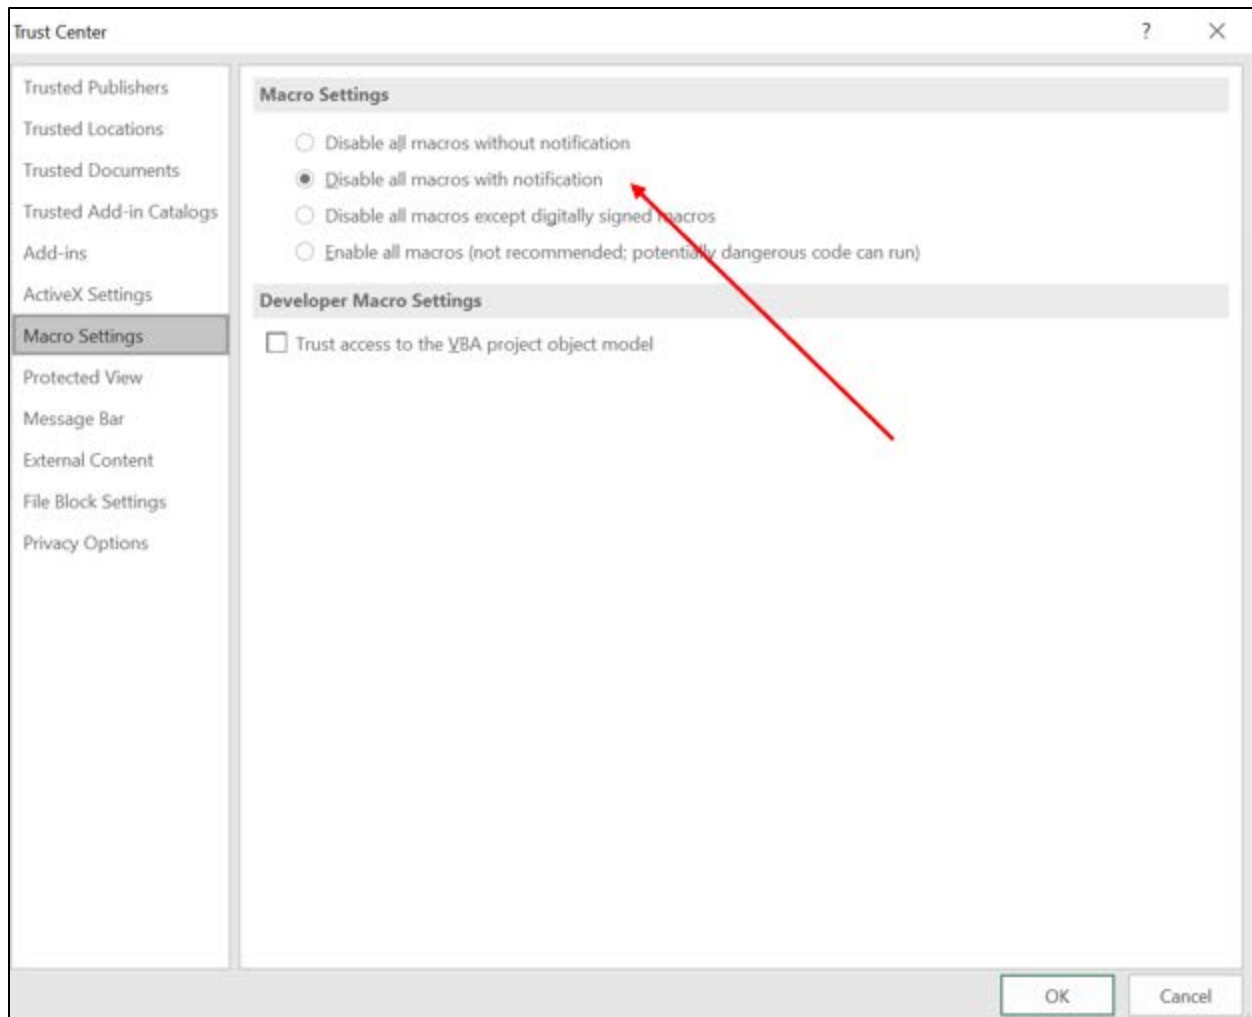 Trust Center
?
Trusted Publishers
Trusted Locations
Trusted Documents
Trusted Add-in Catalogs
Add-ins
ActiveX Settings
Macro Settings
Protected View
Message Bar
External Content
File Block Settings
Privacy Options
Macro Settings
Disable all macros without notification
Disable all macros with notification
Disable all macros except digitally signed macros
Enable all macros (not recommended; potentially dangerous code can run)
Developer Macro Settings
Trust access to the VBA project object model
OK
Cancel